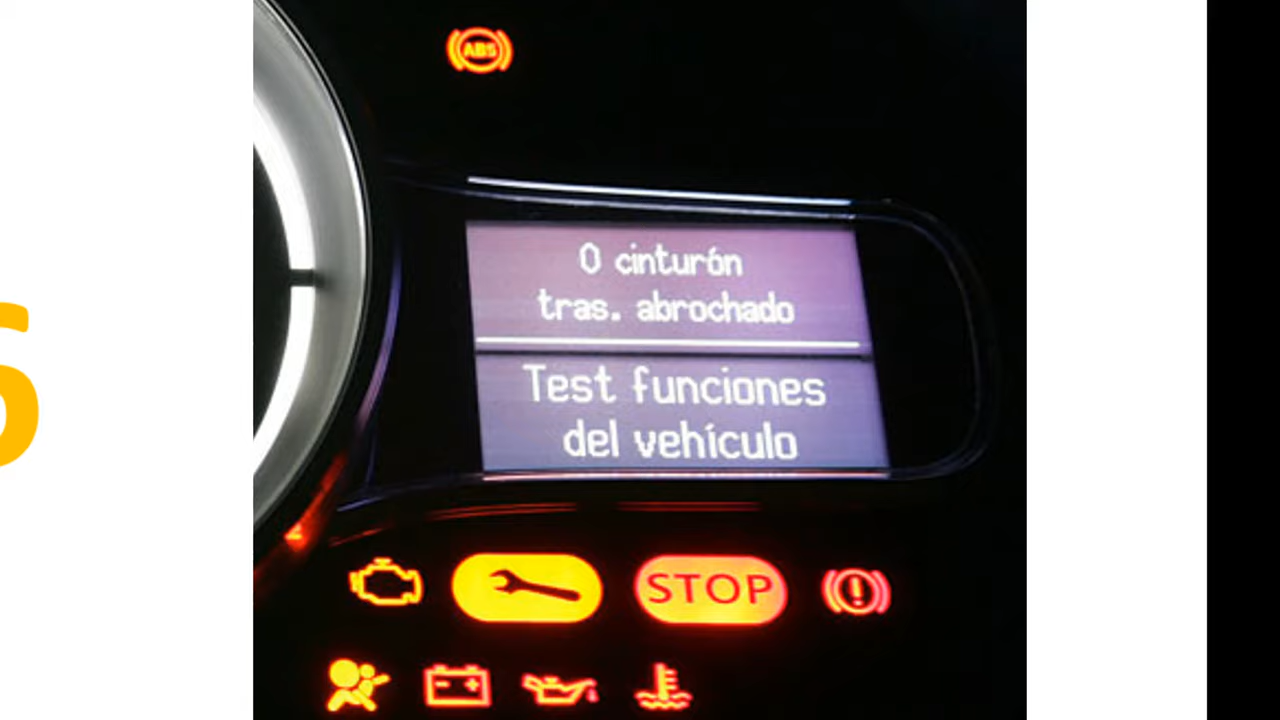 ABS
0 cinturón
tras. abrochado
Test funciones
del vehículo
STOP